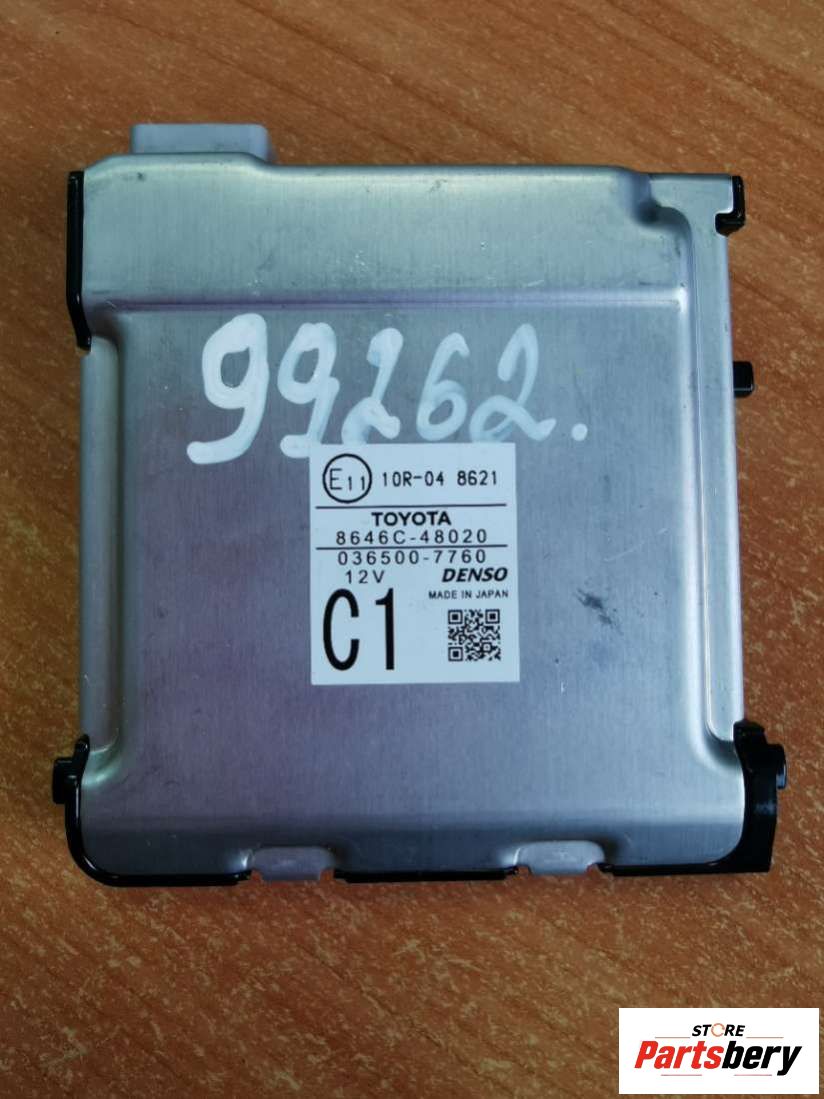 99262.
E11 10R-04 8621
TOYOTA
8646C-48020
036500-7760
12V DENSO
MADE IN JAPAN
C1
STORE
Partsbery